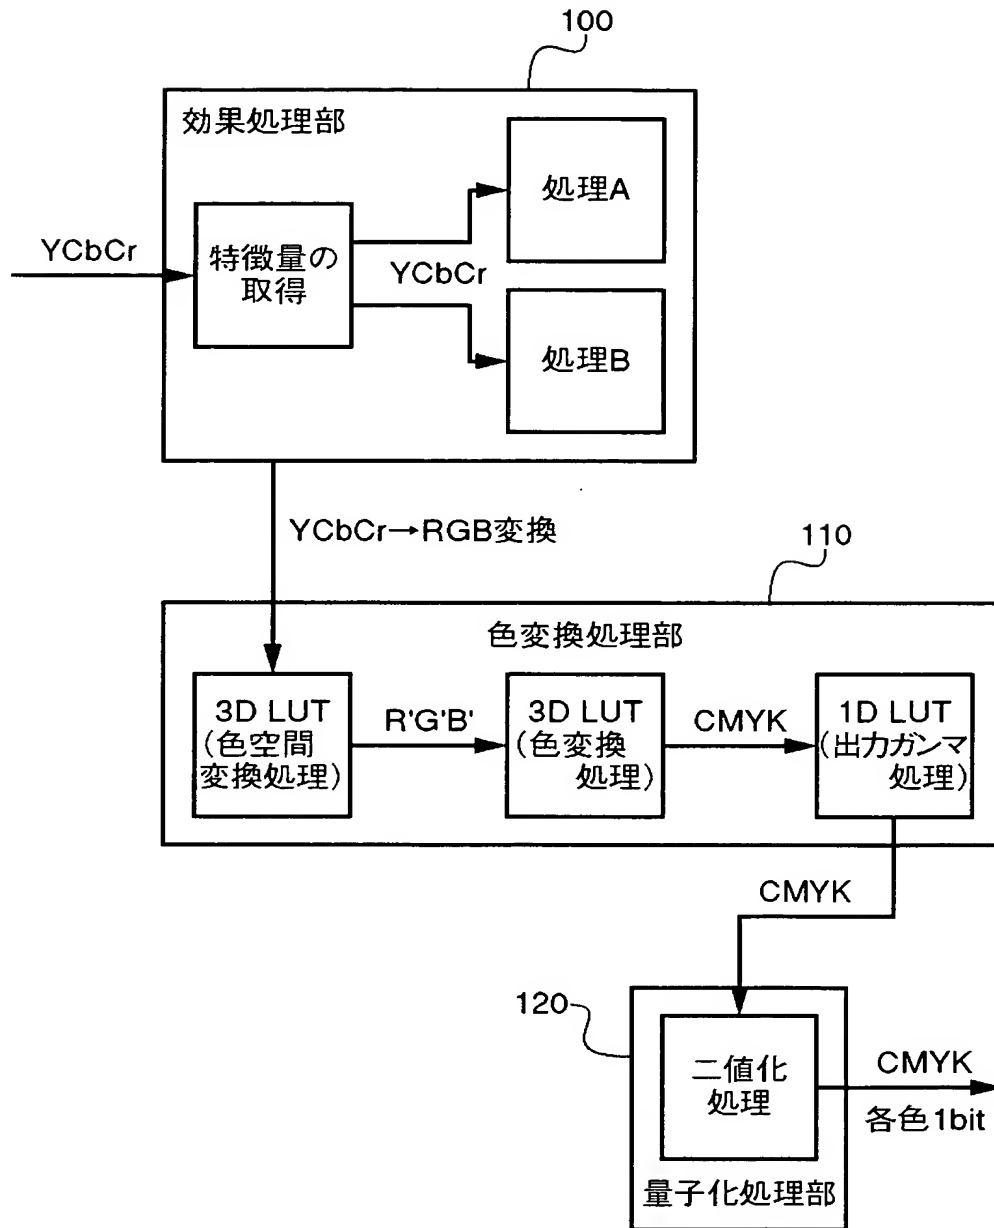 100
効果処理部
処理A
YCbCr
特徴量の
取得
YCbCr
処理B
YCbCr→RGB変換
110
色変換処理部
3D LUT
(色空間
変換処理)
R'G'B'
3D LUT
(色変換
処理)
CMYK
1D LUT
(出力ガンマ
処理)
CMYK
120
二値化
処理
CMYK
各色1bit
量子化処理部